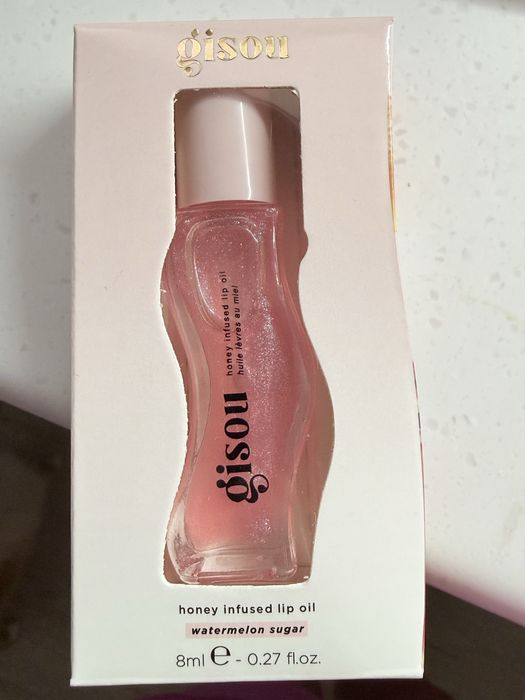 gisou
gisou
honey infused lip oil
huile lèvres au miel
honey infused lip oil
watermelon sugar
8ml e - 0.27 fl.oz.